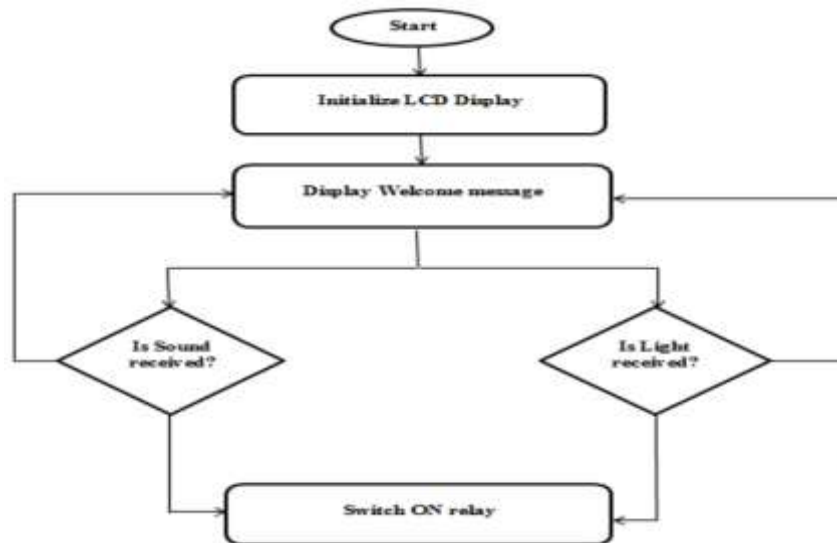 Start
Initialize LCD Display
Display Welcome message
Is Sound
received?
Is Light
received?
Switch ON relay